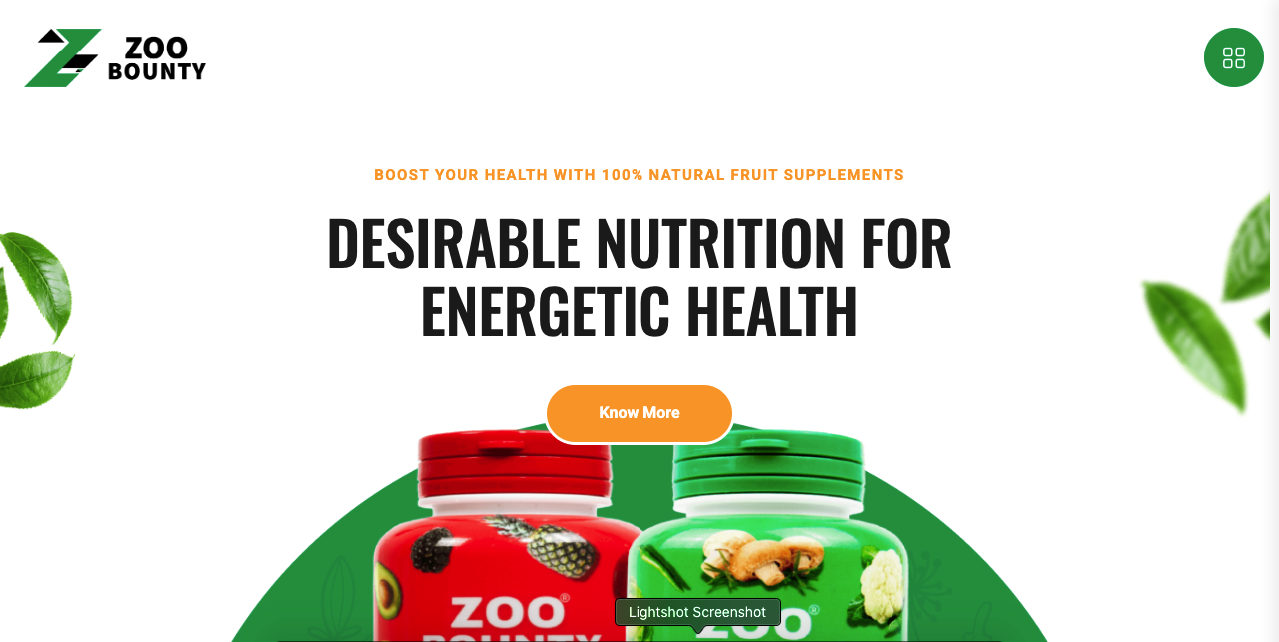 ZOO
BOUNTY
BOOST YOUR HEALTH WITH 100% NATURAL FRUIT SUPPLEMENTS
DESIRABLE NUTRITION FOR
ENERGETIC HEALTH
Know More
ZOO®
BOUNTY
ZOO®
Lightshot Screenshot